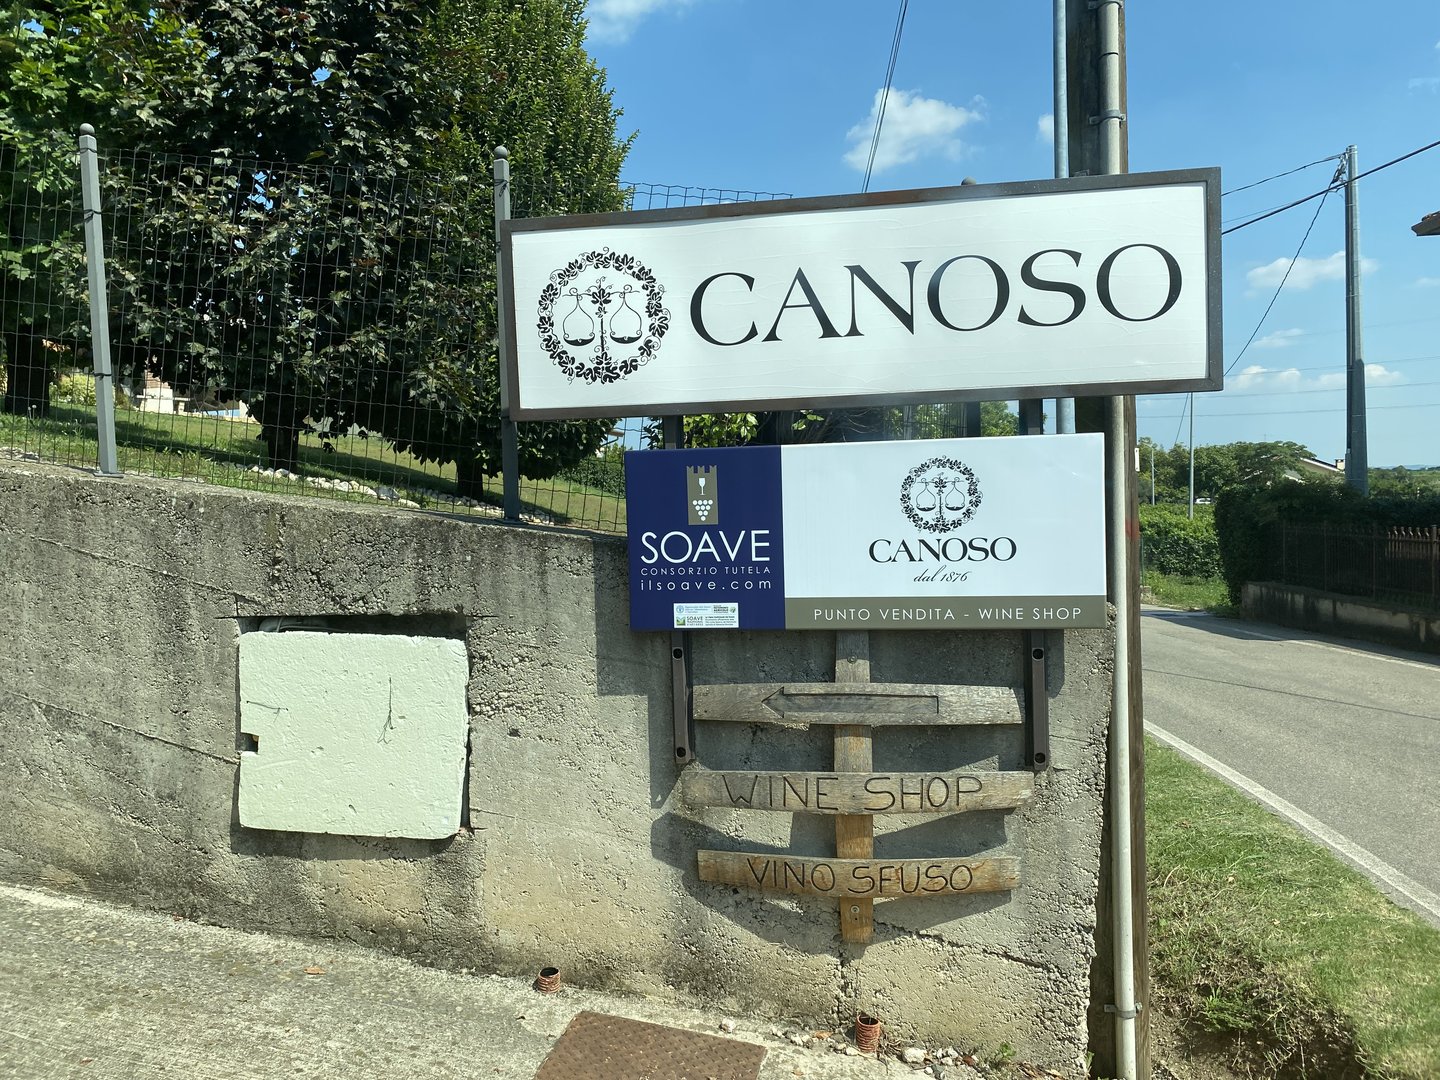 CANOSO
SOAVE
CONSORZIO TUTELA
ilsoave.com
CANOSO
dal 1876
PUNTO VENDITA - WINE SHOP
WINE SHOP
VINO SFUSO